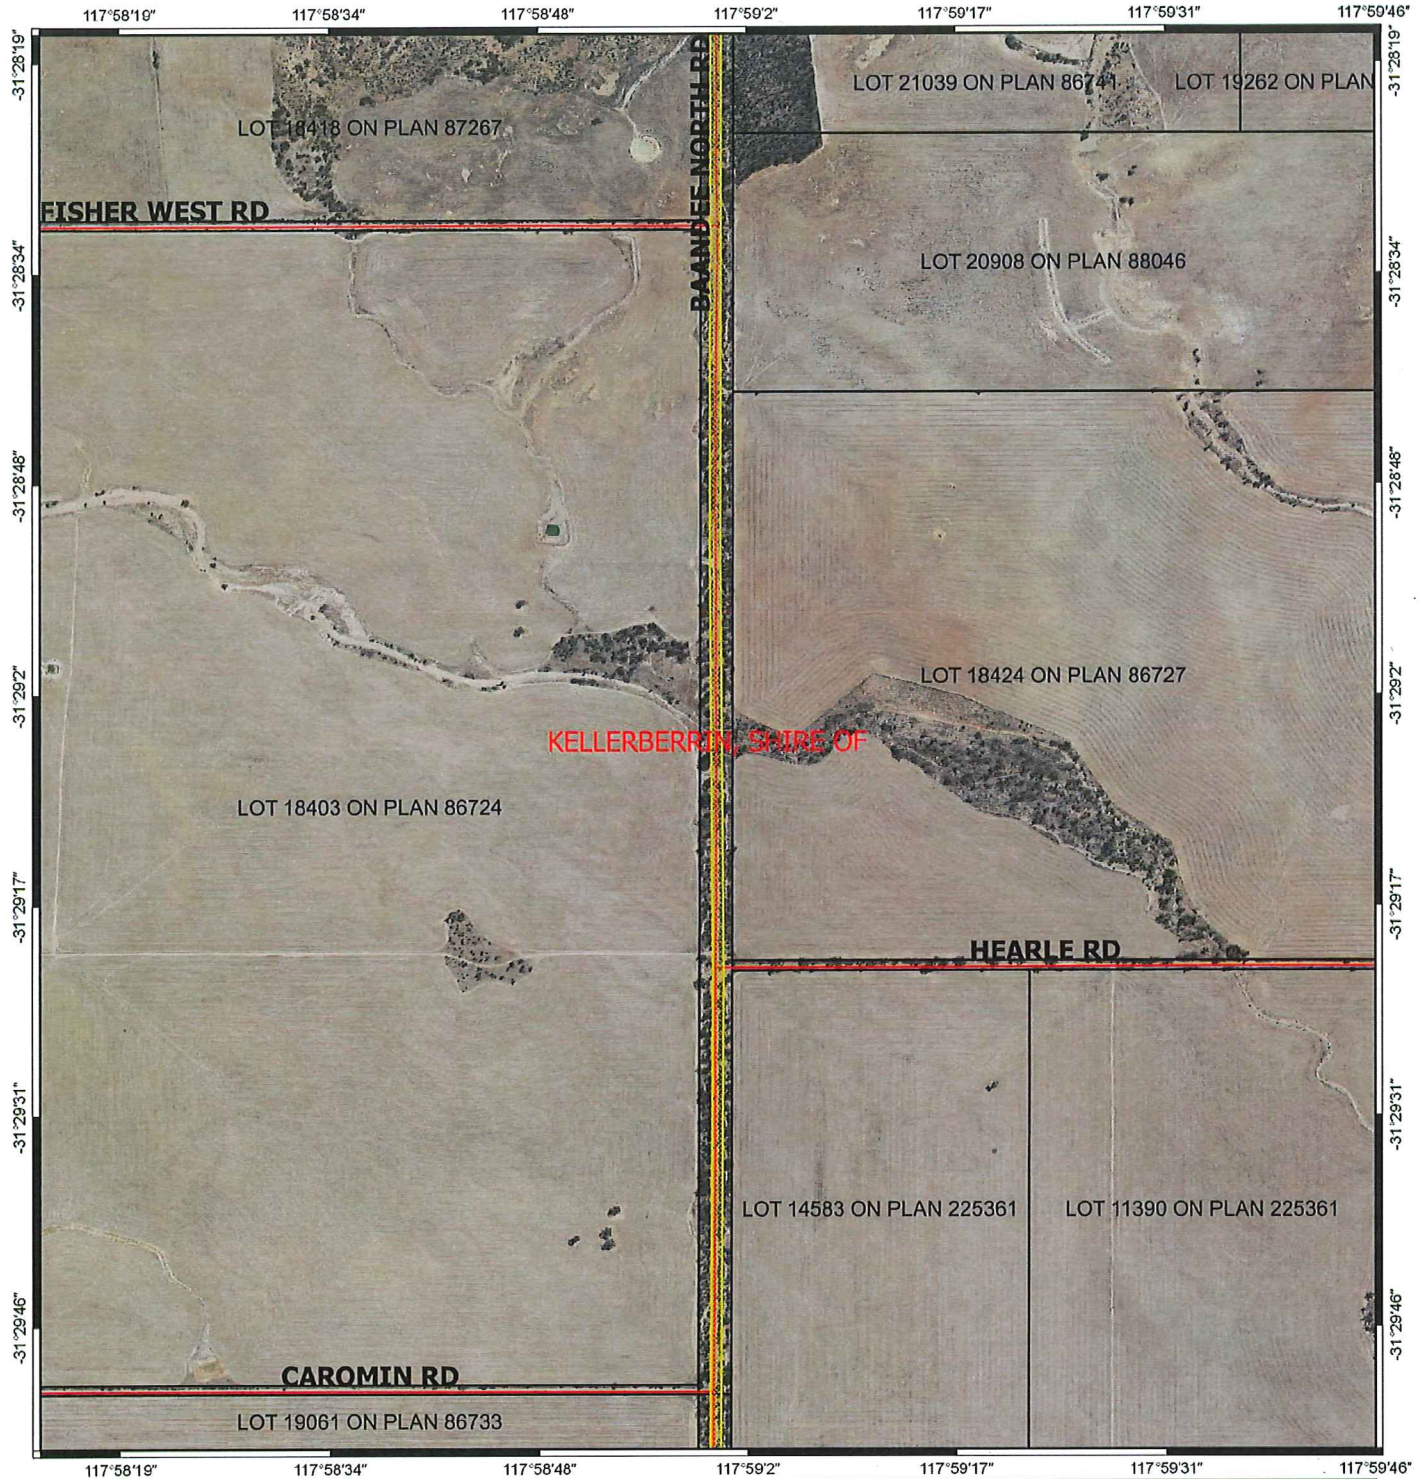 117°58'19" 117°58'34" 117°58'48" 117°59'2" 117°59'17" 117°59'31" 117°59'46"
-31°28'19"
-31°28'19"
LOT 21039 ON PLAN 86741
LOT 19262 ON PLAN
BAANDEE NORTH RD
LOT 18418 ON PLAN 87267
FISHER WEST RD
-31°28'34"
-31°28'34"
LOT 20908 ON PLAN 88046
-31°28'48"
-31°28'48"
-31°29'2"
-31°29'2"
LOT 18424 ON PLAN 86727
KELLERBERRIN, SHIRE OF
LOT 18403 ON PLAN 86724
-31°29'17"
-31°29'17"
HEARLE RD
-31°29'31"
-31°29'31"
LOT 14583 ON PLAN 225361
LOT 11390 ON PLAN 225361
-31°29'46"
-31°29'46"
CAROMIN RD
LOT 19061 ON PLAN 86733
117°58'19" 117°58'34" 117°58'48" 117°59'2" 117°59'17" 117°59'31" 117°59'46"